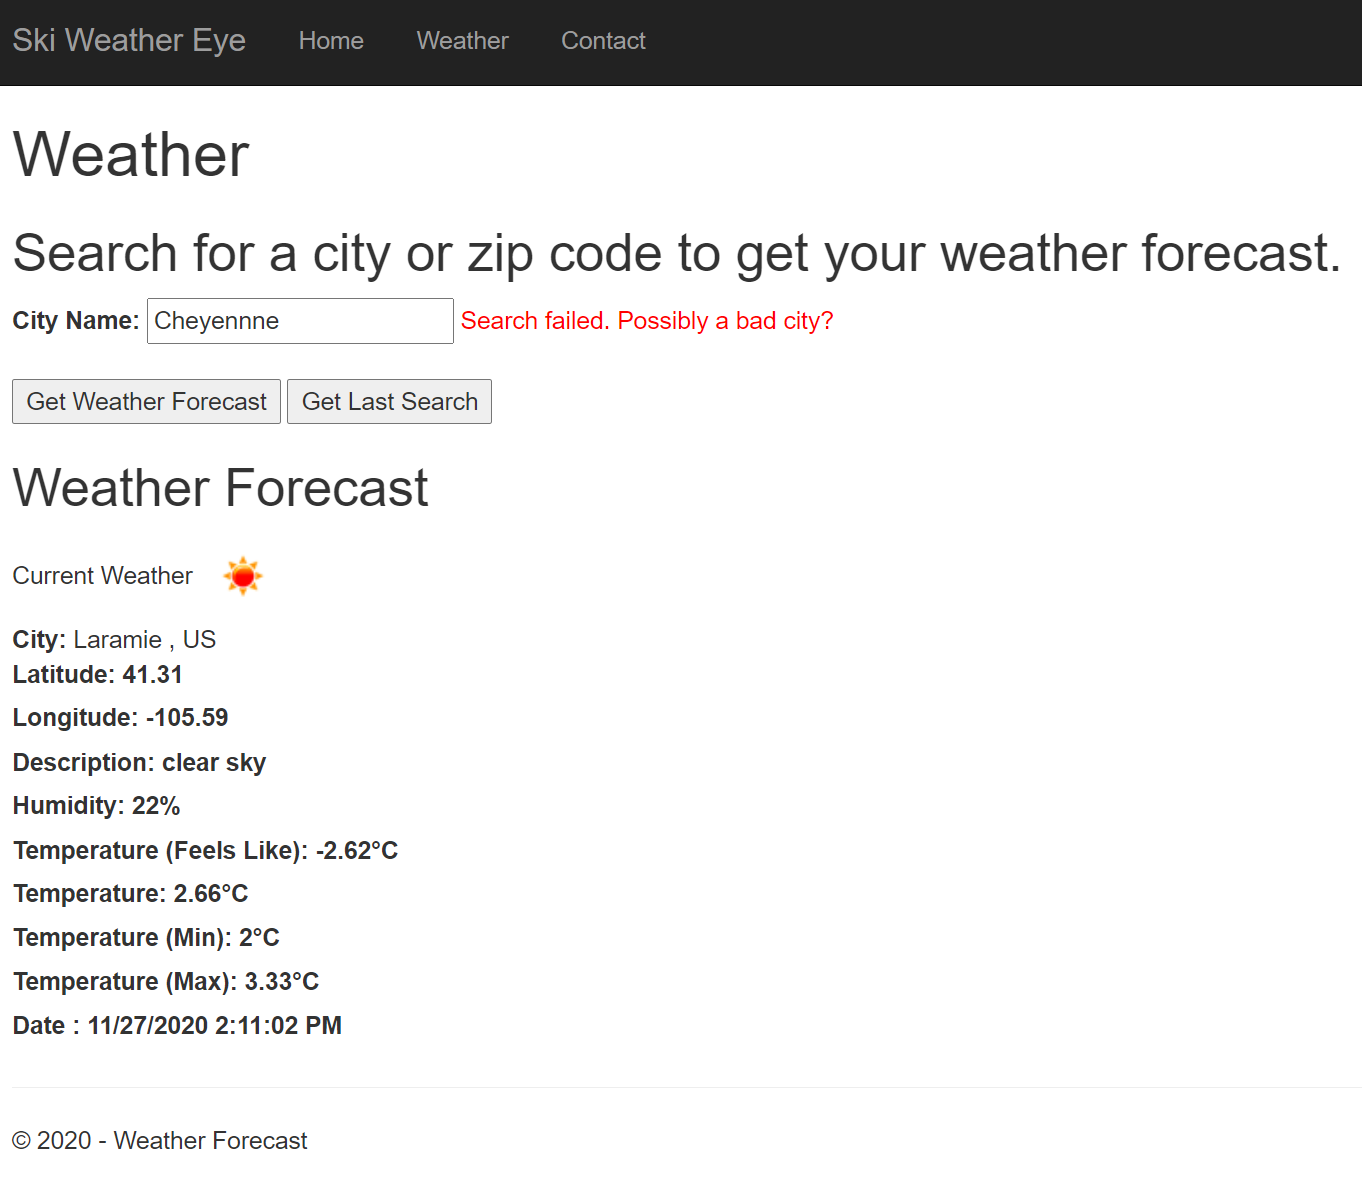 Ski Weather Eye Home Weather Contact
Weather
Search for a city or zip code to get your weather forecast.
City Name: Cheyennne Search failed. Possibly a bad city?
Get Weather Forecast Get Last Search
Weather Forecast
Current Weather
City: Laramie , US
Latitude: 41.31
Longitude: -105.59
Description: clear sky
Humidity: 22%
Temperature (Feels Like): -2.62°C
Temperature: 2.66°C
Temperature (Min): 2°C
Temperature (Max): 3.33°C
Date : 11/27/2020 2:11:02 PM
© 2020 - Weather Forecast